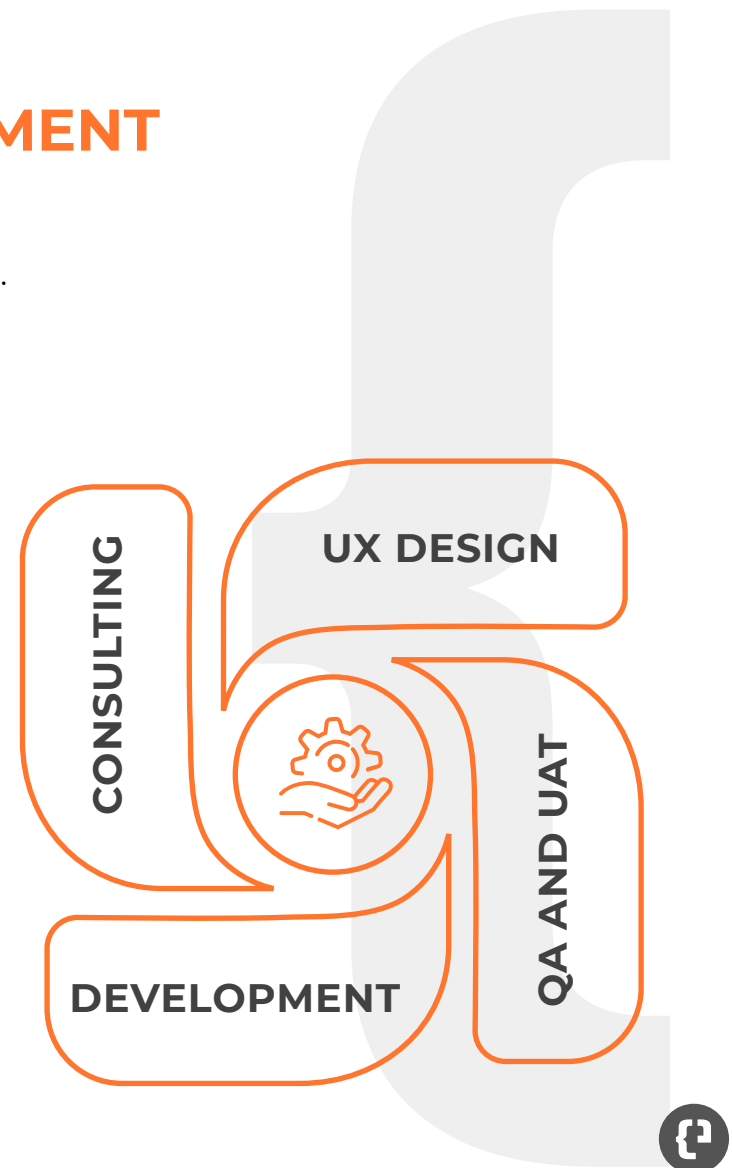 MENT
.
UX DESIGN
CONSULTING
QA AND UAT
DEVELOPMENT